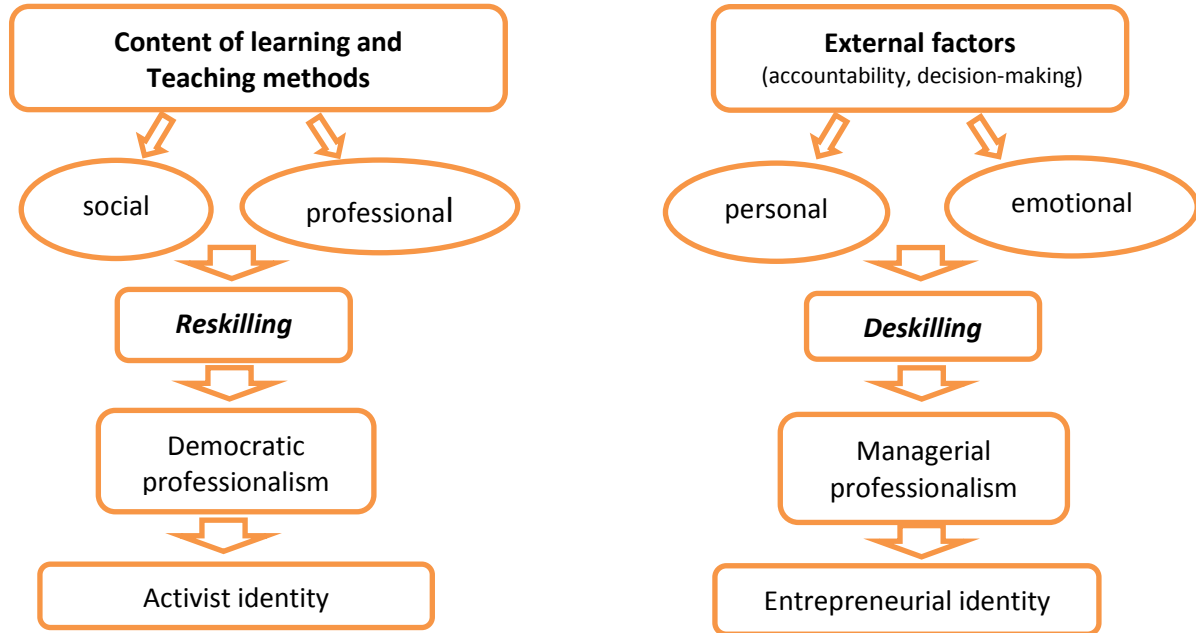 Content of learning and
Teaching methods
social
professional
Reskilling
Democratic
professionalism
Activist identity
External factors
(accountability, decision-making)
personal
emotional
Deskilling
Managerial
professionalism
Entrepreneurial identity